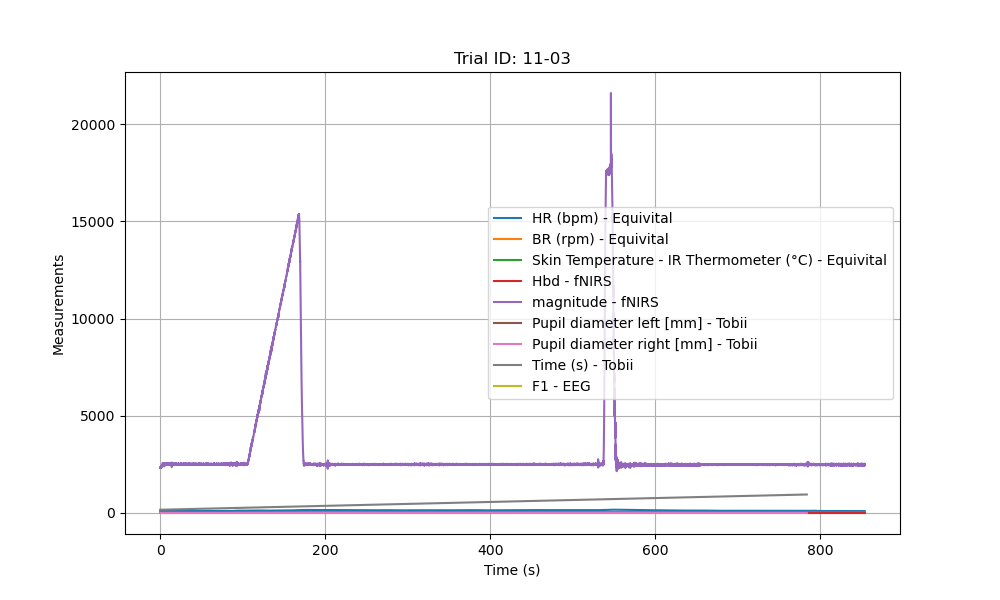 Trial ID: 11-03
20000
15000
10000
5000
0
Measurements
HR (bpm) - Equivital
BR (rpm) - Equivital
Skin Temperature - IR Thermometer (°C) - Equivital
Hbd - fNIRS
magnitude - fNIRS
Pupil diameter left [mm] - Tobii
Pupil diameter right [mm] - Tobii
Time (s) - Tobii
F1 - EEG
0 200 400 600 800
Time (s)